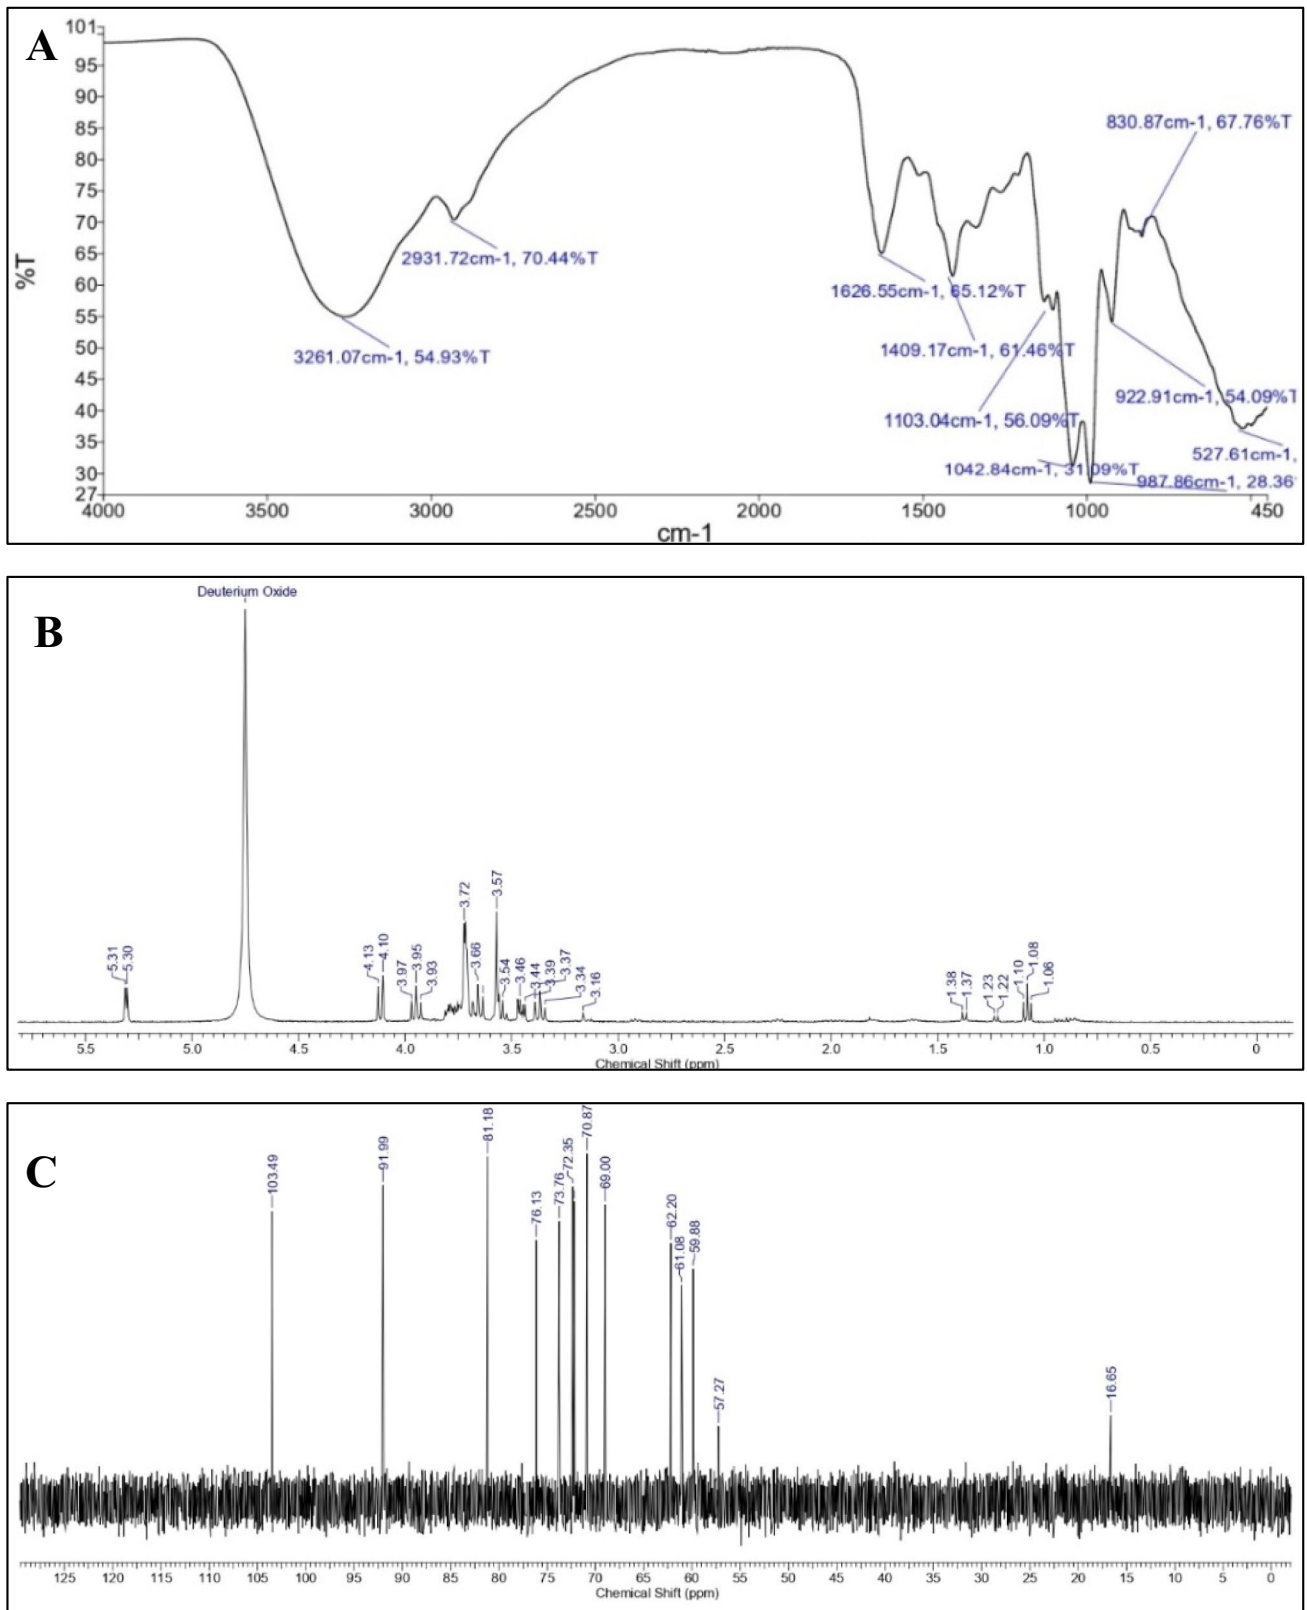 A
101
95
90
85
80
75
70
65
60
55
50
45
40
35
30
27
%T
830.87cm-1, 67.76%T
2931.72cm-1, 70.44%T
1626.55cm-1, 65.12%T
3261.07cm-1, 54.93%T
1409.17cm-1, 61.46%T
922.91cm-1, 54.09%T
1103.04cm-1, 56.09%T
527.61cm-1,
1042.84cm-1, 31.09%T
987.86cm-1, 28.36
4000 3500 3000 2500 2000 1500 1000 450
cm-1
B
Deuterium Oxide
5.31
5.30
4.13
4.10
3.97
3.95
3.93
3.72
3.66
3.57
3.54
3.46
3.44
3.39
3.37
3.34
3.16
1.38
1.37
1.23
1.22
1.10
1.08
1.06
5.5 5.0 4.5 4.0 3.5 3.0 2.5 2.0 1.5 1.0 0.5 0
Chemical Shift (ppm)
C
103.49
91.99
81.18
76.13
73.76
72.35
70.87
69.00
62.20
61.08
59.88
57.27
16.65
125 120 115 110 105 100 95 90 85 80 75 70 65 60 55 50 45 40 35 30 25 20 15 10 5 0
Chemical Shift (ppm)